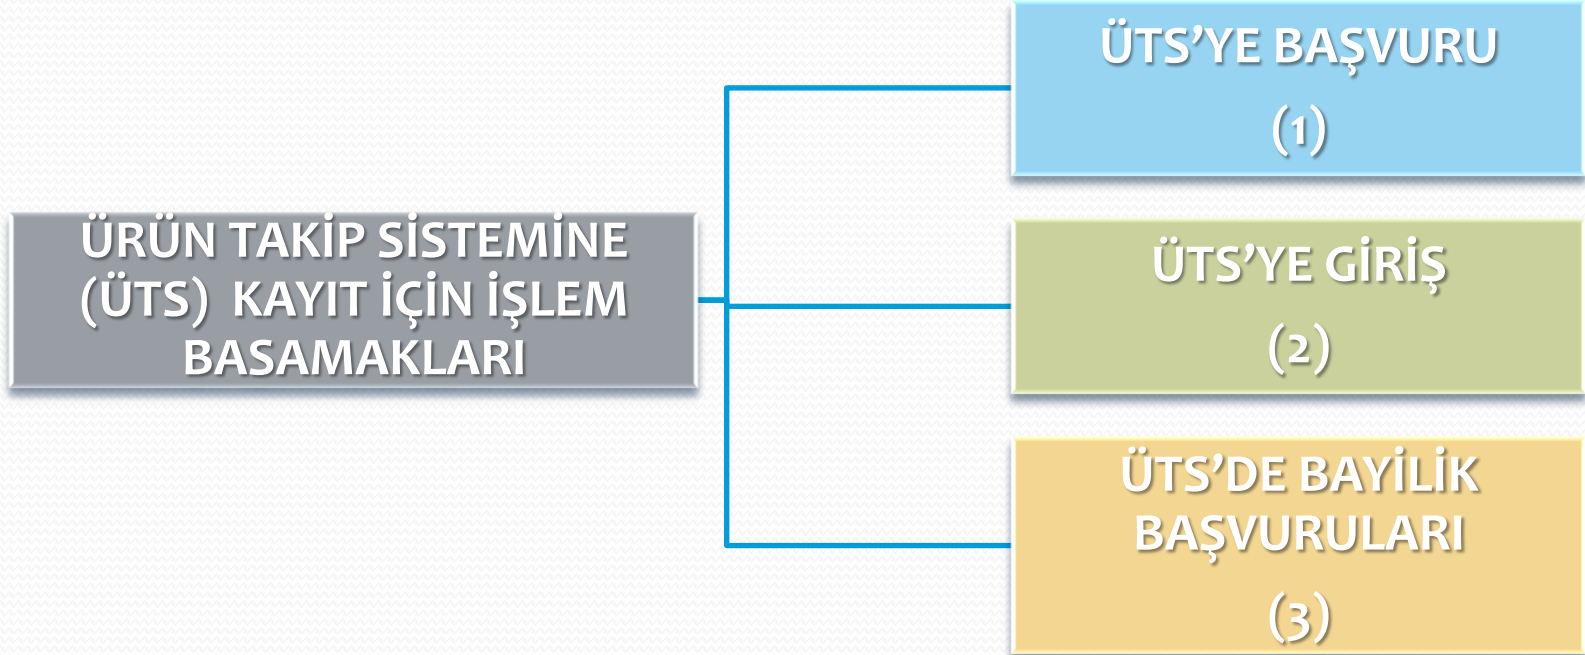 ÜRÜN TAKİP SİSTEMİNE
(ÜTS) KAYIT İÇİN İŞLEM
BASAMAKLARI
ÜTS’YE BAŞVURU
(1)
ÜTS’YE GİRİŞ
(2)
ÜTS’DE BAYİLİK
BAŞVURULARI
(3)